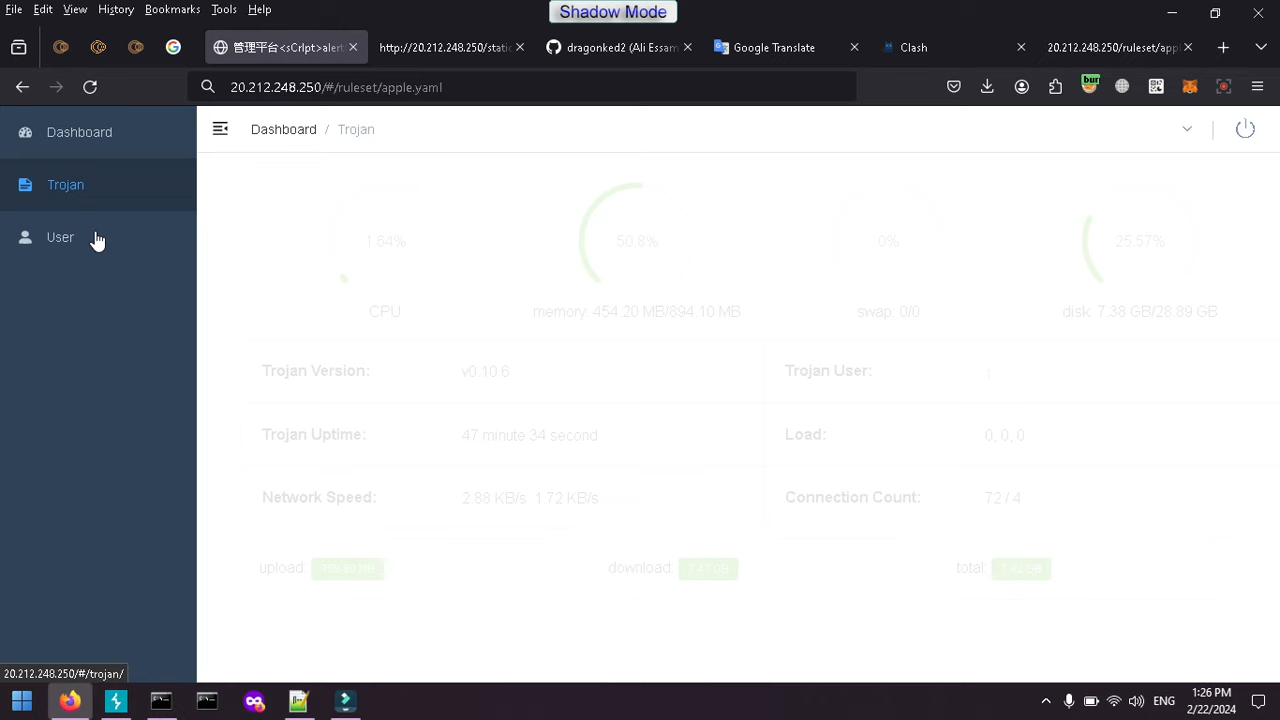 File Edit View History Bookmarks Tools Help
Shadow Mode
管理平台 <scrIpt>alert
http://20.212.248.250/static
dragonked2 (Ali Essam
Google Translate
Clash
20.212.248.250/ruleset/appl
20.212.248.250/#/ruleset/apple.yaml
bur
Dashboard
Trojan
User
Dashboard / Trojan
1.64%
50.8%
0%
25.57%
CPU
memory: 454.20 MB/894.10 MB
swap: 0/0
disk: 7.38 GB/28.89 GB
Trojan Version: v0.10.6
Trojan User: 1
Trojan Uptime: 47 minute 34 second
Load: 0, 0, 0
Network Speed: 2.88 KB/s 1.72 KB/s
Connection Count: 72 / 4
upload:
download:
total:
20.212.248.250/#/trojan/
ENG
1:26 PM
2/22/2024